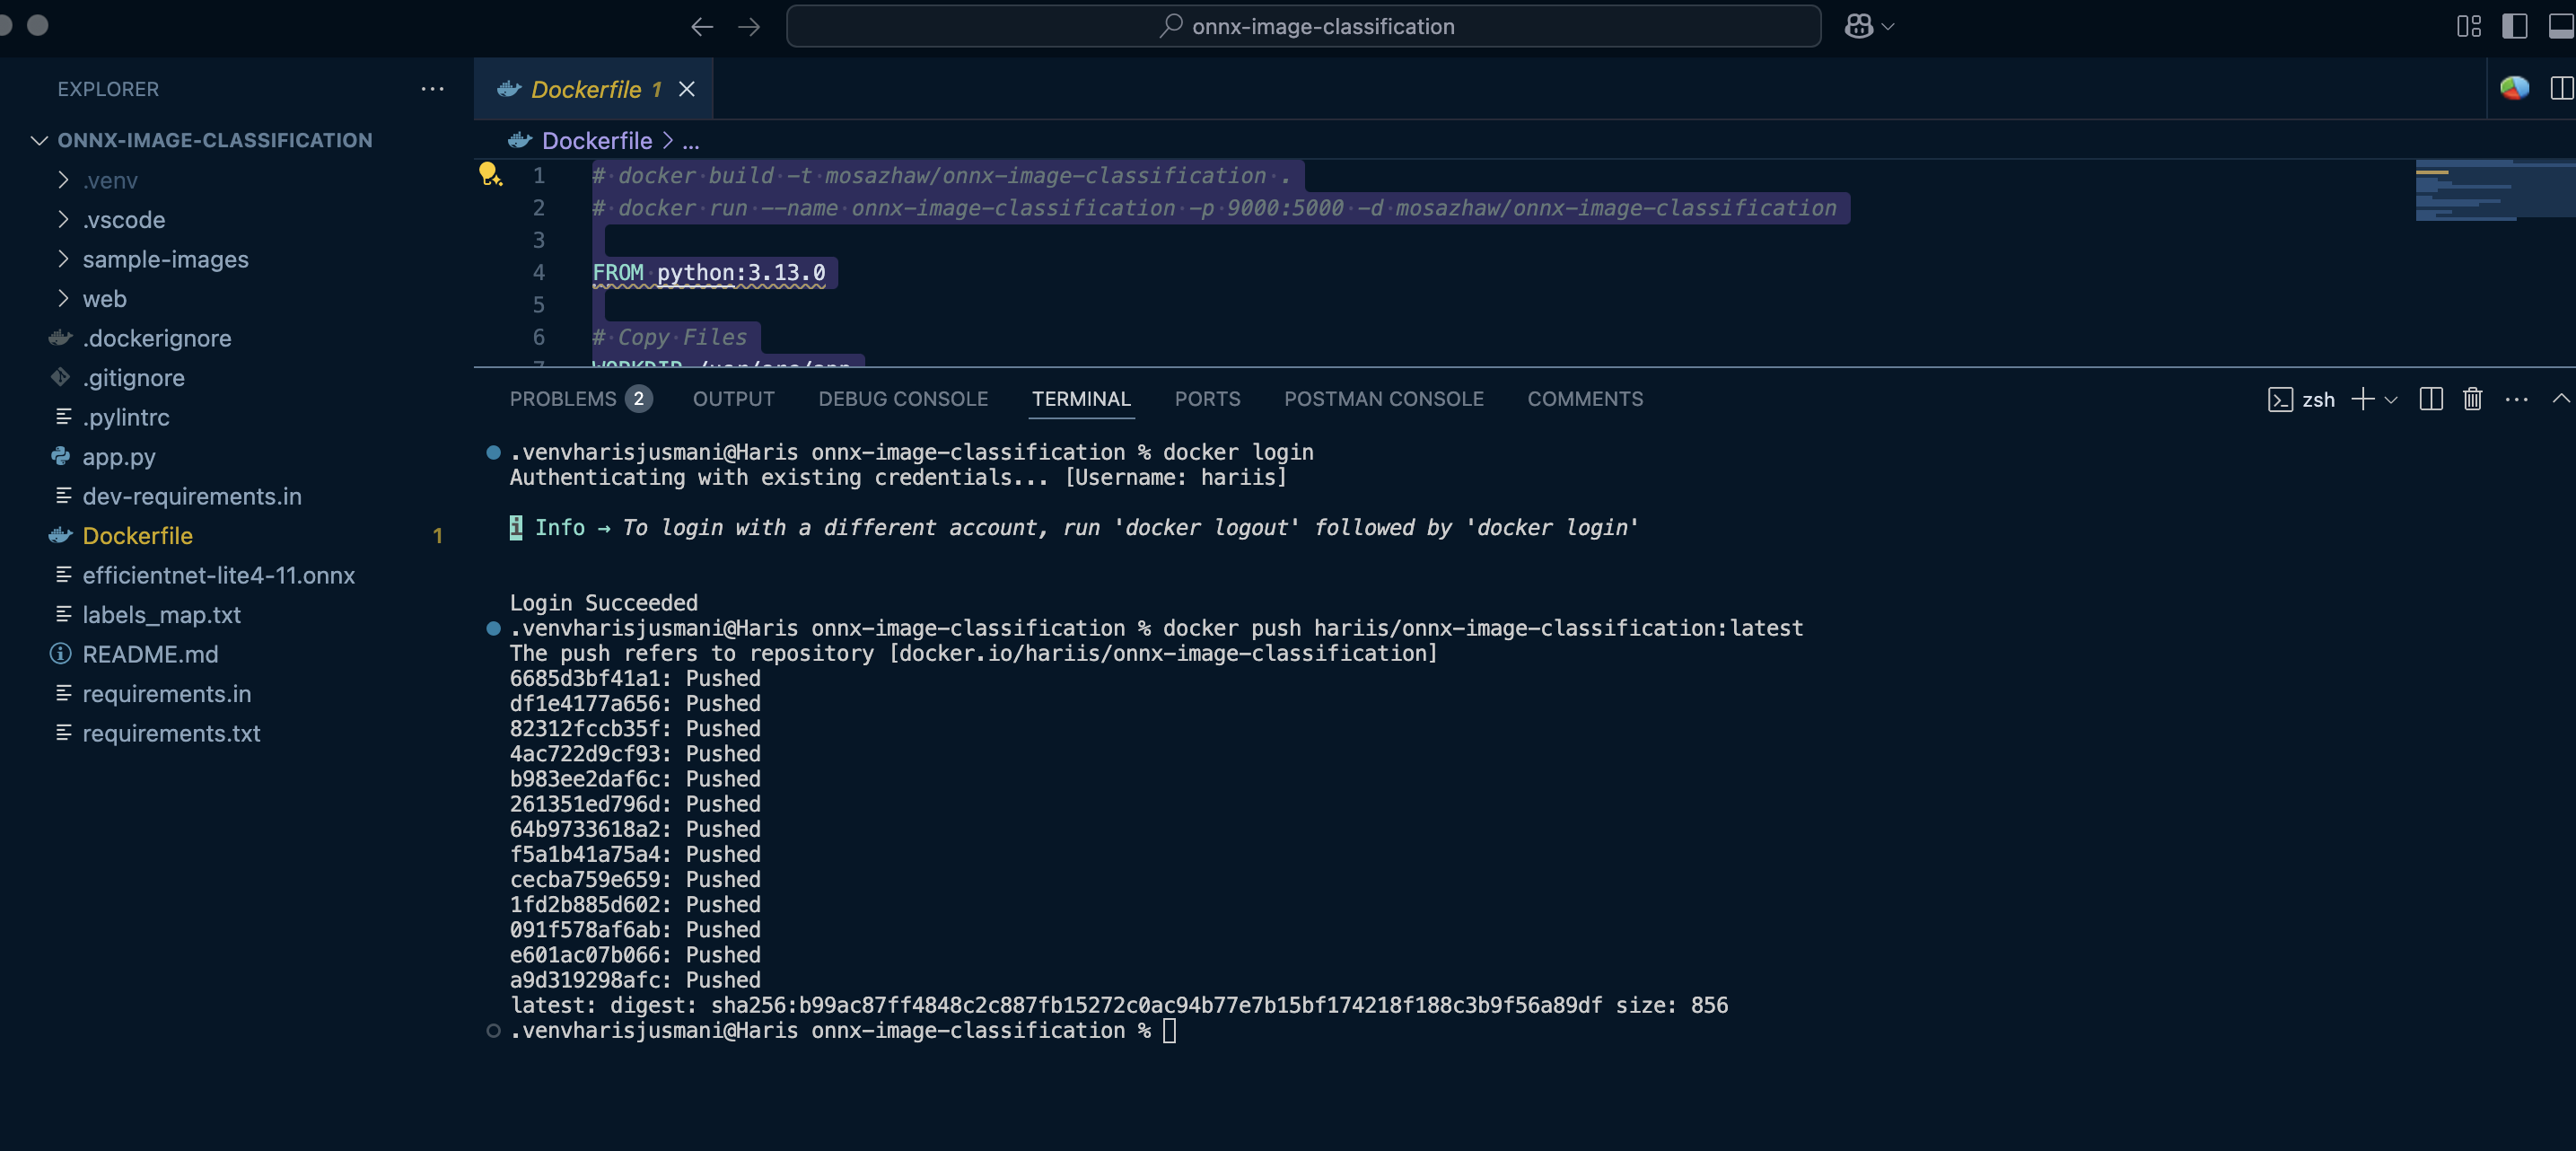 onnx-image-classification
EXPLORER
ONNX-IMAGE-CLASSIFICATION
.venv
.vscode
sample-images
web
.dockerignore
.gitignore
.pylintrc
app.py
dev-requirements.in
Dockerfile 1
efficientnet-lite4-11.onnx
labels_map.txt
README.md
requirements.in
requirements.txt
Dockerfile 1
Dockerfile > ...
1 # docker build -t mosazhaw/onnx-image-classification .
2 # docker run --name onnx-image-classification -p 9000:5000 -d mosazhaw/onnx-image-classification
3
4 FROM python:3.13.0
5
6 # Copy Files
7 WORKDIR /usr/src/app
PROBLEMS 2 OUTPUT DEBUG CONSOLE TERMINAL PORTS POSTMAN CONSOLE COMMENTS zsh
.venvharisjusmani@Haris onnx-image-classification % docker login
Authenticating with existing credentials... [Username: hariis]
i Info → To login with a different account, run 'docker logout' followed by 'docker login'
Login Succeeded
.venvharisjusmani@Haris onnx-image-classification % docker push hariis/onnx-image-classification:latest
The push refers to repository [docker.io/hariis/onnx-image-classification]
6685d3bf41a1: Pushed
df1e4177a656: Pushed
82312fccb35f: Pushed
4ac722d9cf93: Pushed
b983ee2daf6c: Pushed
261351ed796d: Pushed
64b9733618a2: Pushed
f5a1b41a75a4: Pushed
cecba759e659: Pushed
1fd2b885d602: Pushed
091f578af6ab: Pushed
e601ac07b066: Pushed
a9d319298afc: Pushed
latest: digest: sha256:b99ac87ff4848c2c887fb15272c0ac94b77e7b15bf174218f188c3b9f56a89df size: 856
.venvharisjusmani@Haris onnx-image-classification %